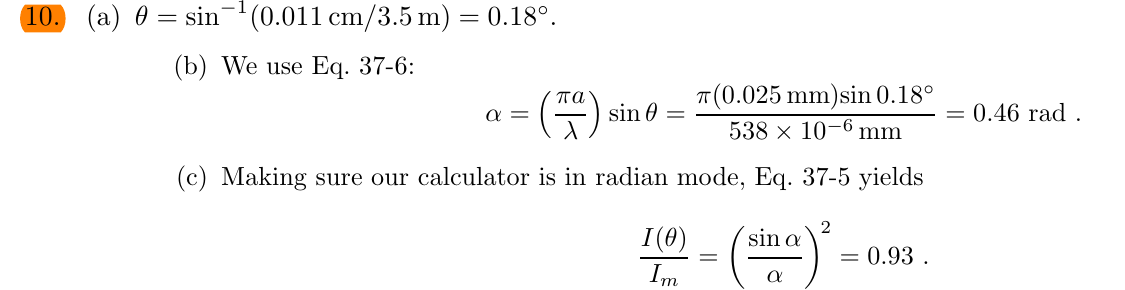 10. (a) θ = sin⁻¹(0.011 cm/3.5 m) = 0.18°.
(b) We use Eq. 37-6:
α = (πa/λ) sin θ = π(0.025 mm)sin 0.18° / 538 × 10⁻⁶ mm = 0.46 rad .
(c) Making sure our calculator is in radian mode, Eq. 37-5 yields
I(θ)/Iₘ = (sin α/α)² = 0.93 .